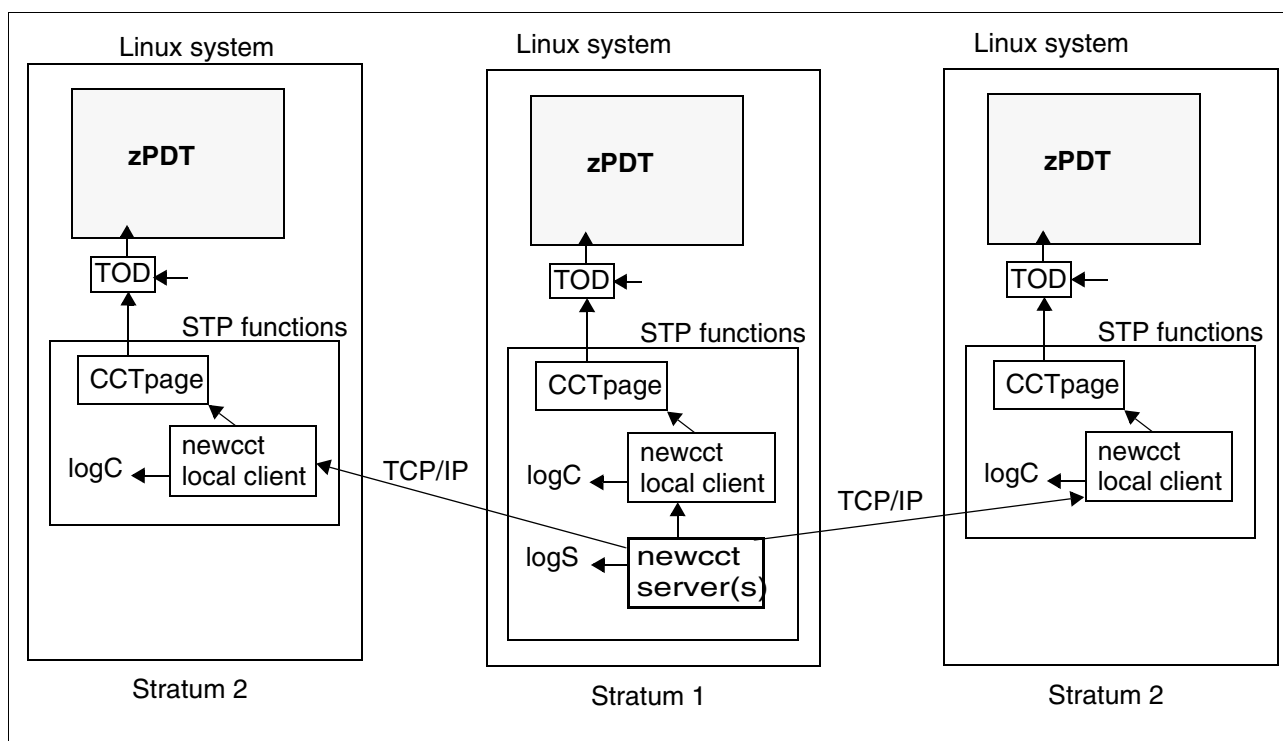 Linux system
zPDT
TOD
STP functions
CCTpage
newcct
local client
logC
TCP/IP
Stratum 2
Linux system
zPDT
TOD
STP functions
CCTpage
newcct
local client
logC
newcct
server(s)
logS
TCP/IP
Stratum 1
Linux system
zPDT
TOD
STP functions
CCTpage
newcct
local client
logC
Stratum 2